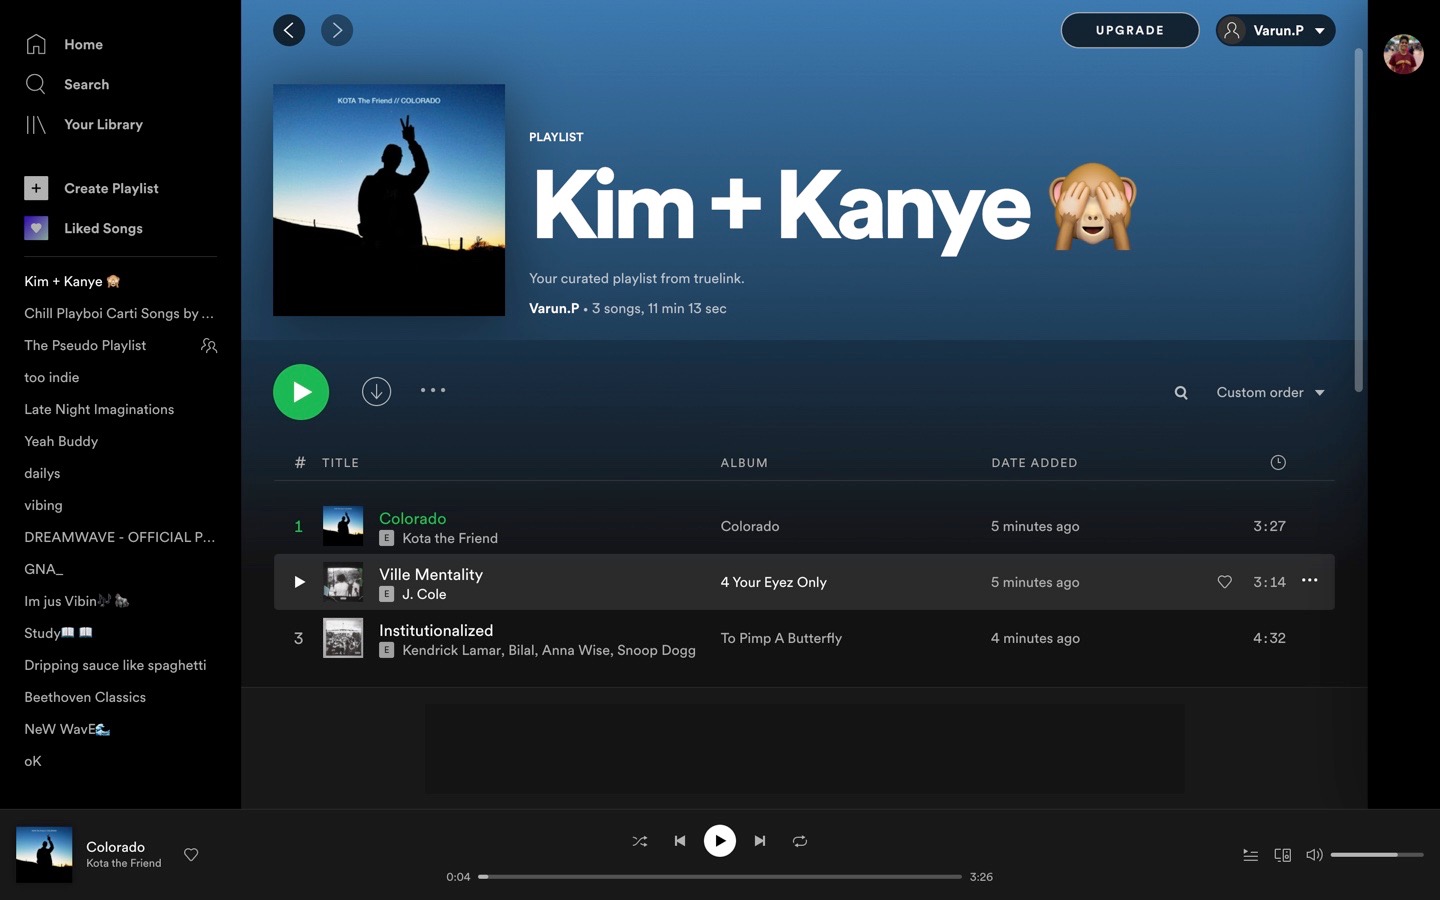 Home
Search
Your Library
Create Playlist
Liked Songs
Kim + Kanye 🙈
Chill Playboi Carti Songs by ...
The Pseudo Playlist
too indie
Late Night Imaginations
Yeah Buddy
dailys
vibing
DREAMWAVE - OFFICIAL P...
GNA_
Im jus Vibin🎶🦍
Study📖 📖
Dripping sauce like spaghetti
Beethoven Classics
NeW WavE🌊
oK
UPGRADE
Varun.P
KOTA The Friend // COLORADO
PLAYLIST
Kim + Kanye 🙈
Your curated playlist from truelink.
Varun.P • 3 songs, 11 min 13 sec
Custom order
# TITLE ALBUM DATE ADDED
1 Colorado Colorado 5 minutes ago 3:27
E Kota the Friend
Ville Mentality 4 Your Eyez Only 5 minutes ago 3:14
E J. Cole
3 Institutionalized To Pimp A Butterfly 4 minutes ago 4:32
E Kendrick Lamar, Bilal, Anna Wise, Snoop Dogg
Colorado
Kota the Friend
0:04 3:26